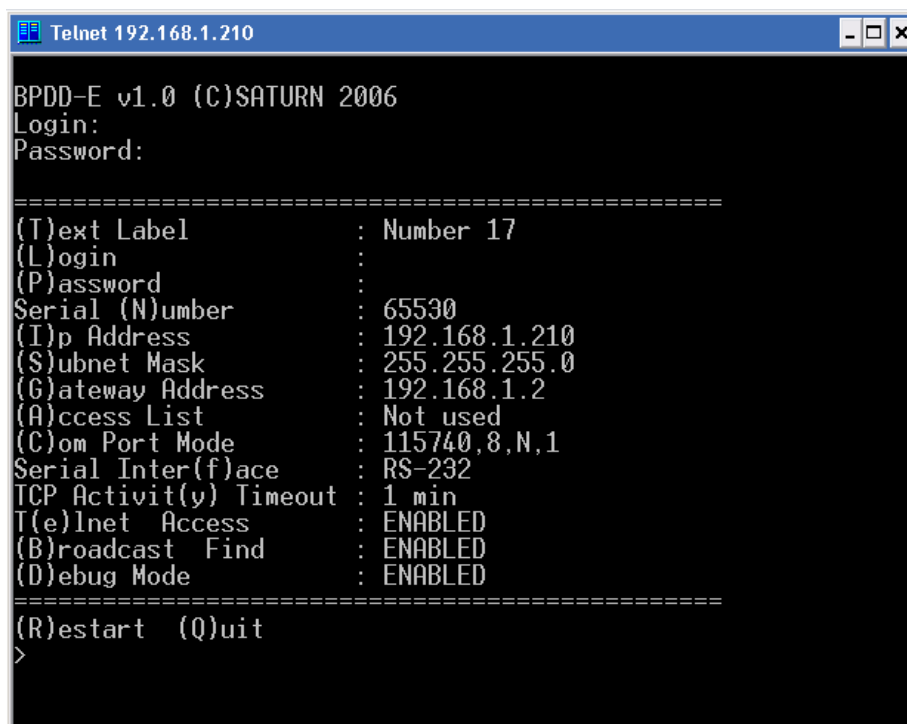 Telnet 192.168.1.210
BPDD-E v1.0 (C)SATURN 2006
Login:
Password:
================================================
(T)ext Label : Number 17
(L)ogin :
(P)assword :
Serial (N)umber : 65530
(I)p Address : 192.168.1.210
(S)ubnet Mask : 255.255.255.0
(G)ateway Address : 192.168.1.2
(A)ccess List : Not used
(C)om Port Mode : 115740,8,N,1
Serial Inter(f)ace : RS-232
TCP Activit(y) Timeout : 1 min
T(e)lnet  Access : ENABLED
(B)roadcast  Find : ENABLED
(D)ebug Mode : ENABLED
================================================
(R)estart  (Q)uit
>